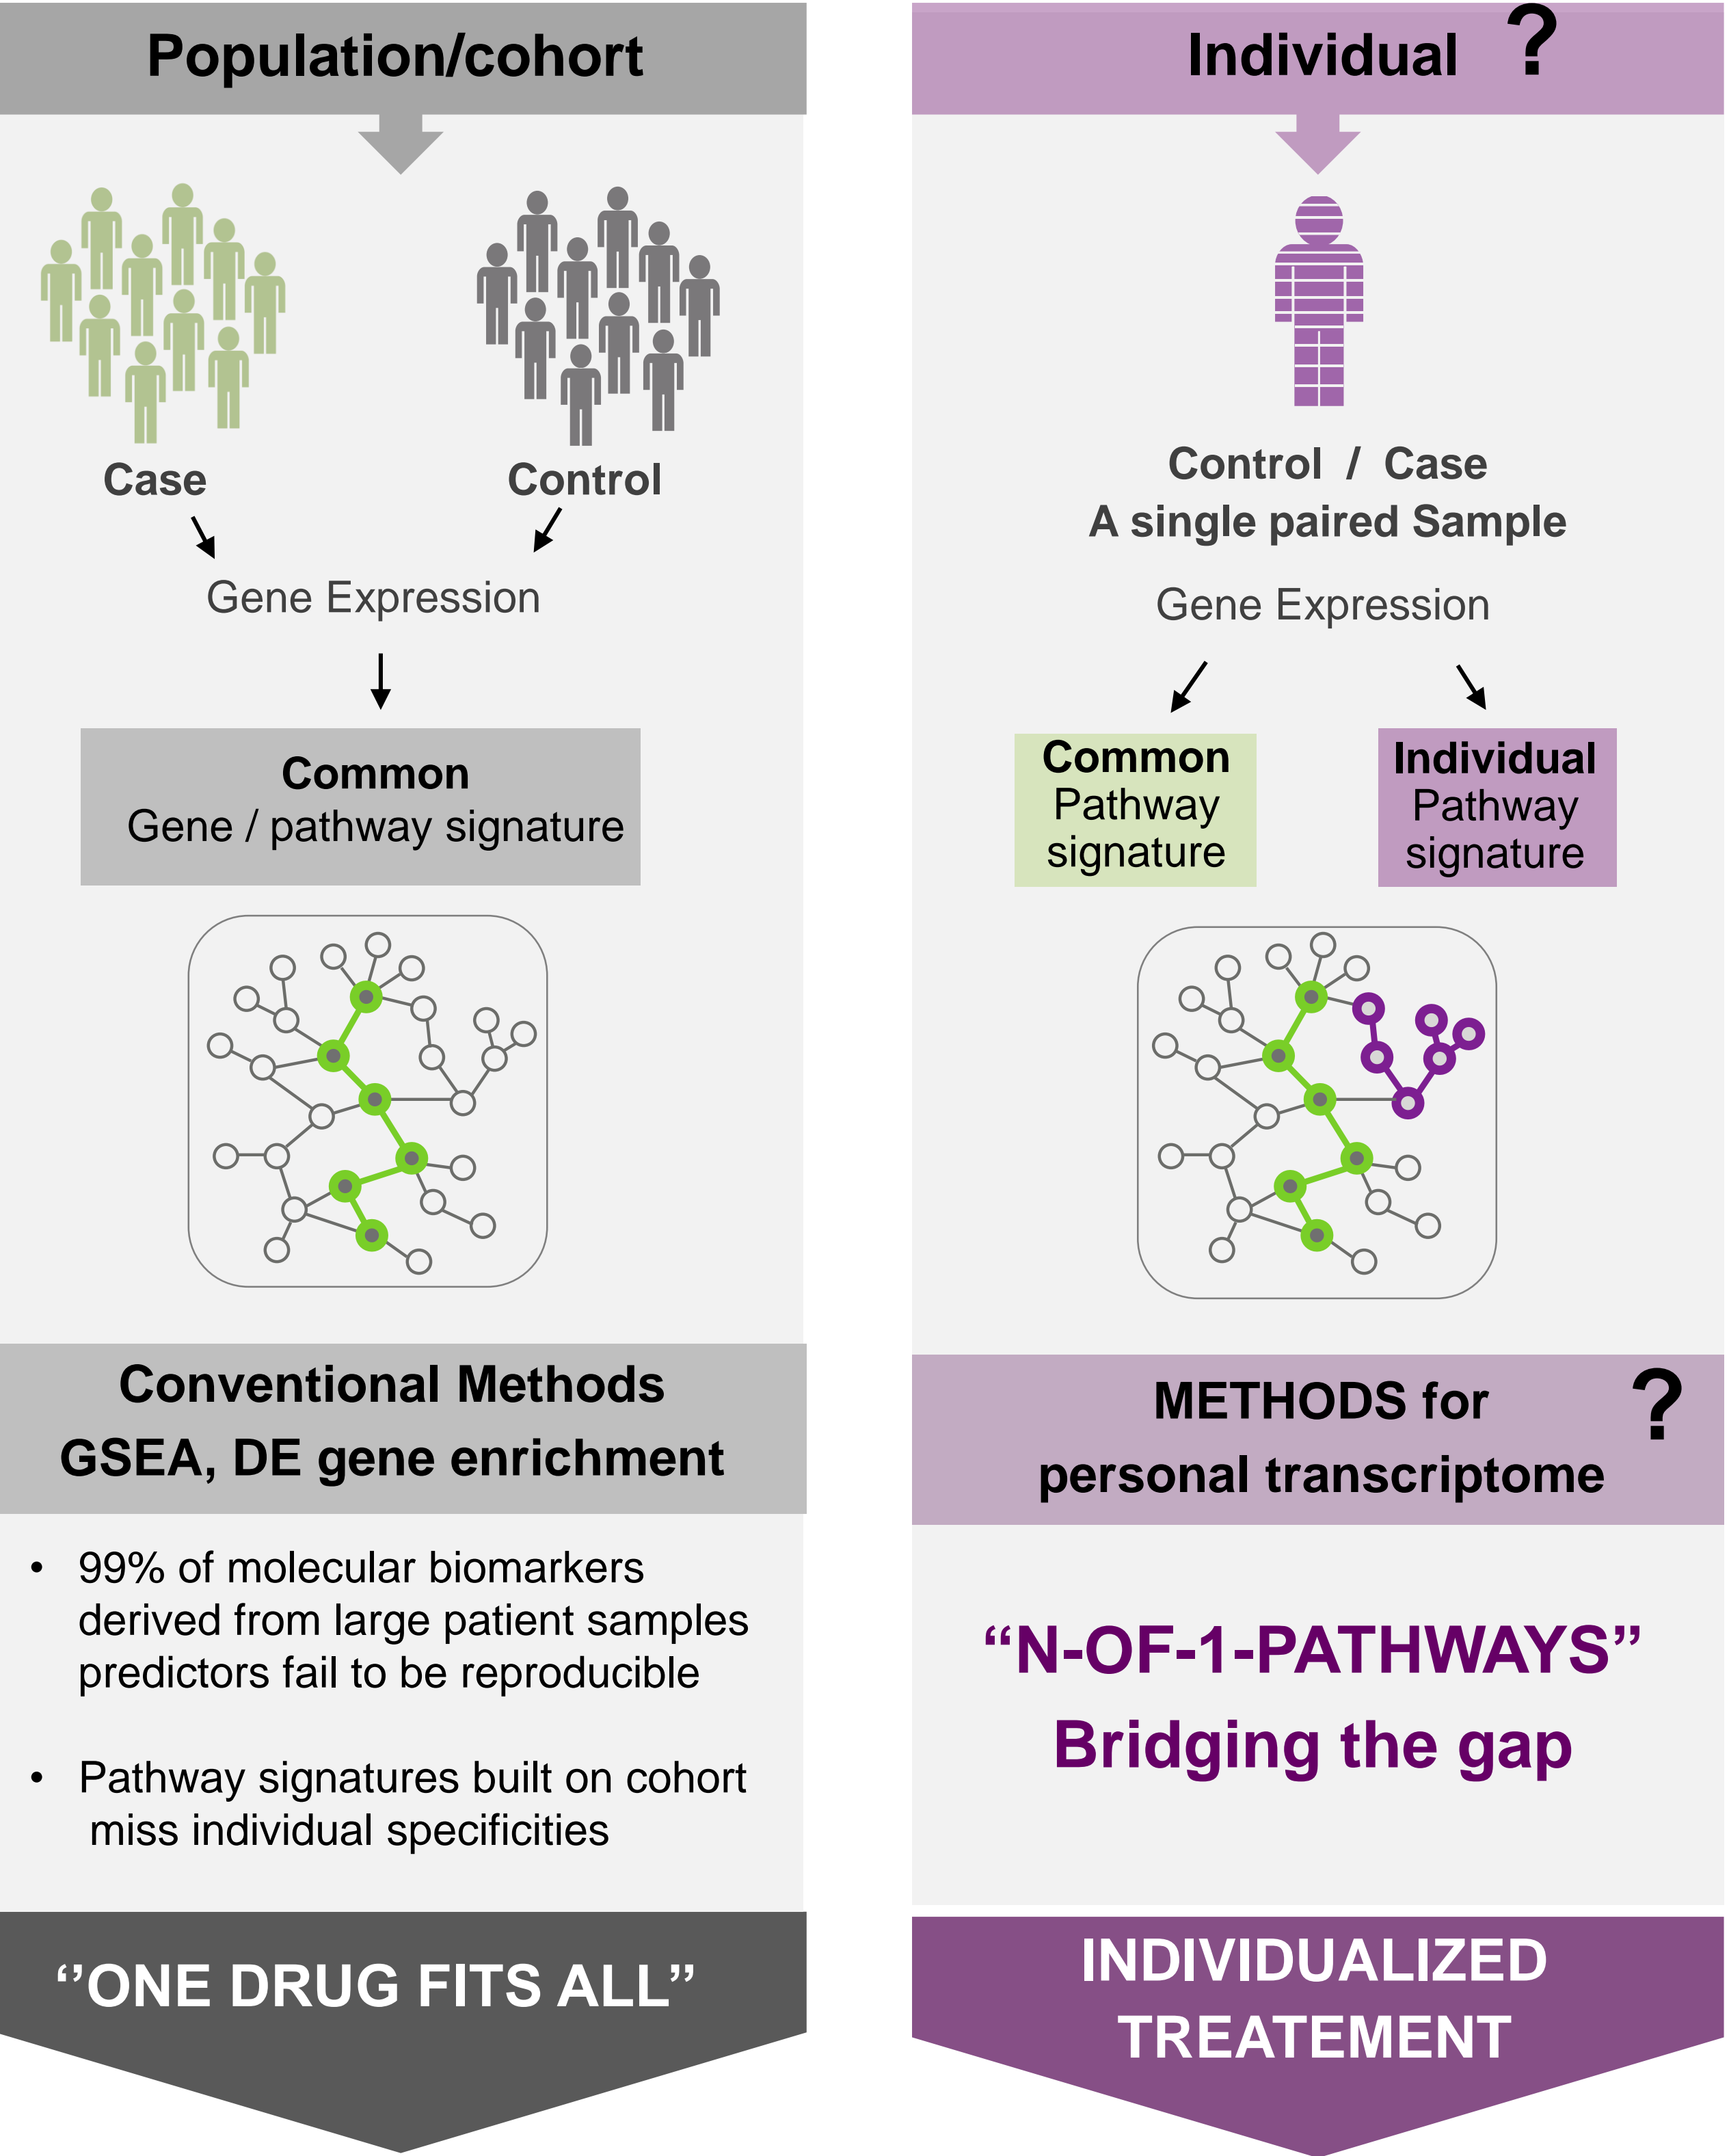 Population/cohort
Case
Control
Gene Expression
Common
Gene / pathway signature
Conventional Methods
GSEA, DE gene enrichment
• 99% of molecular biomarkers
derived from large patient samples
predictors fail to be reproducible
• Pathway signatures built on cohort
miss individual specificities
‘’ONE DRUG FITS ALL”
Individual ?
Control / Case
A single paired Sample
Gene Expression
Common
Pathway
signature
Individual
Pathway
signature
METHODS for ?
personal transcriptome
“N-OF-1-PATHWAYS”
Bridging the gap
INDIVIDUALIZED
TREATEMENT